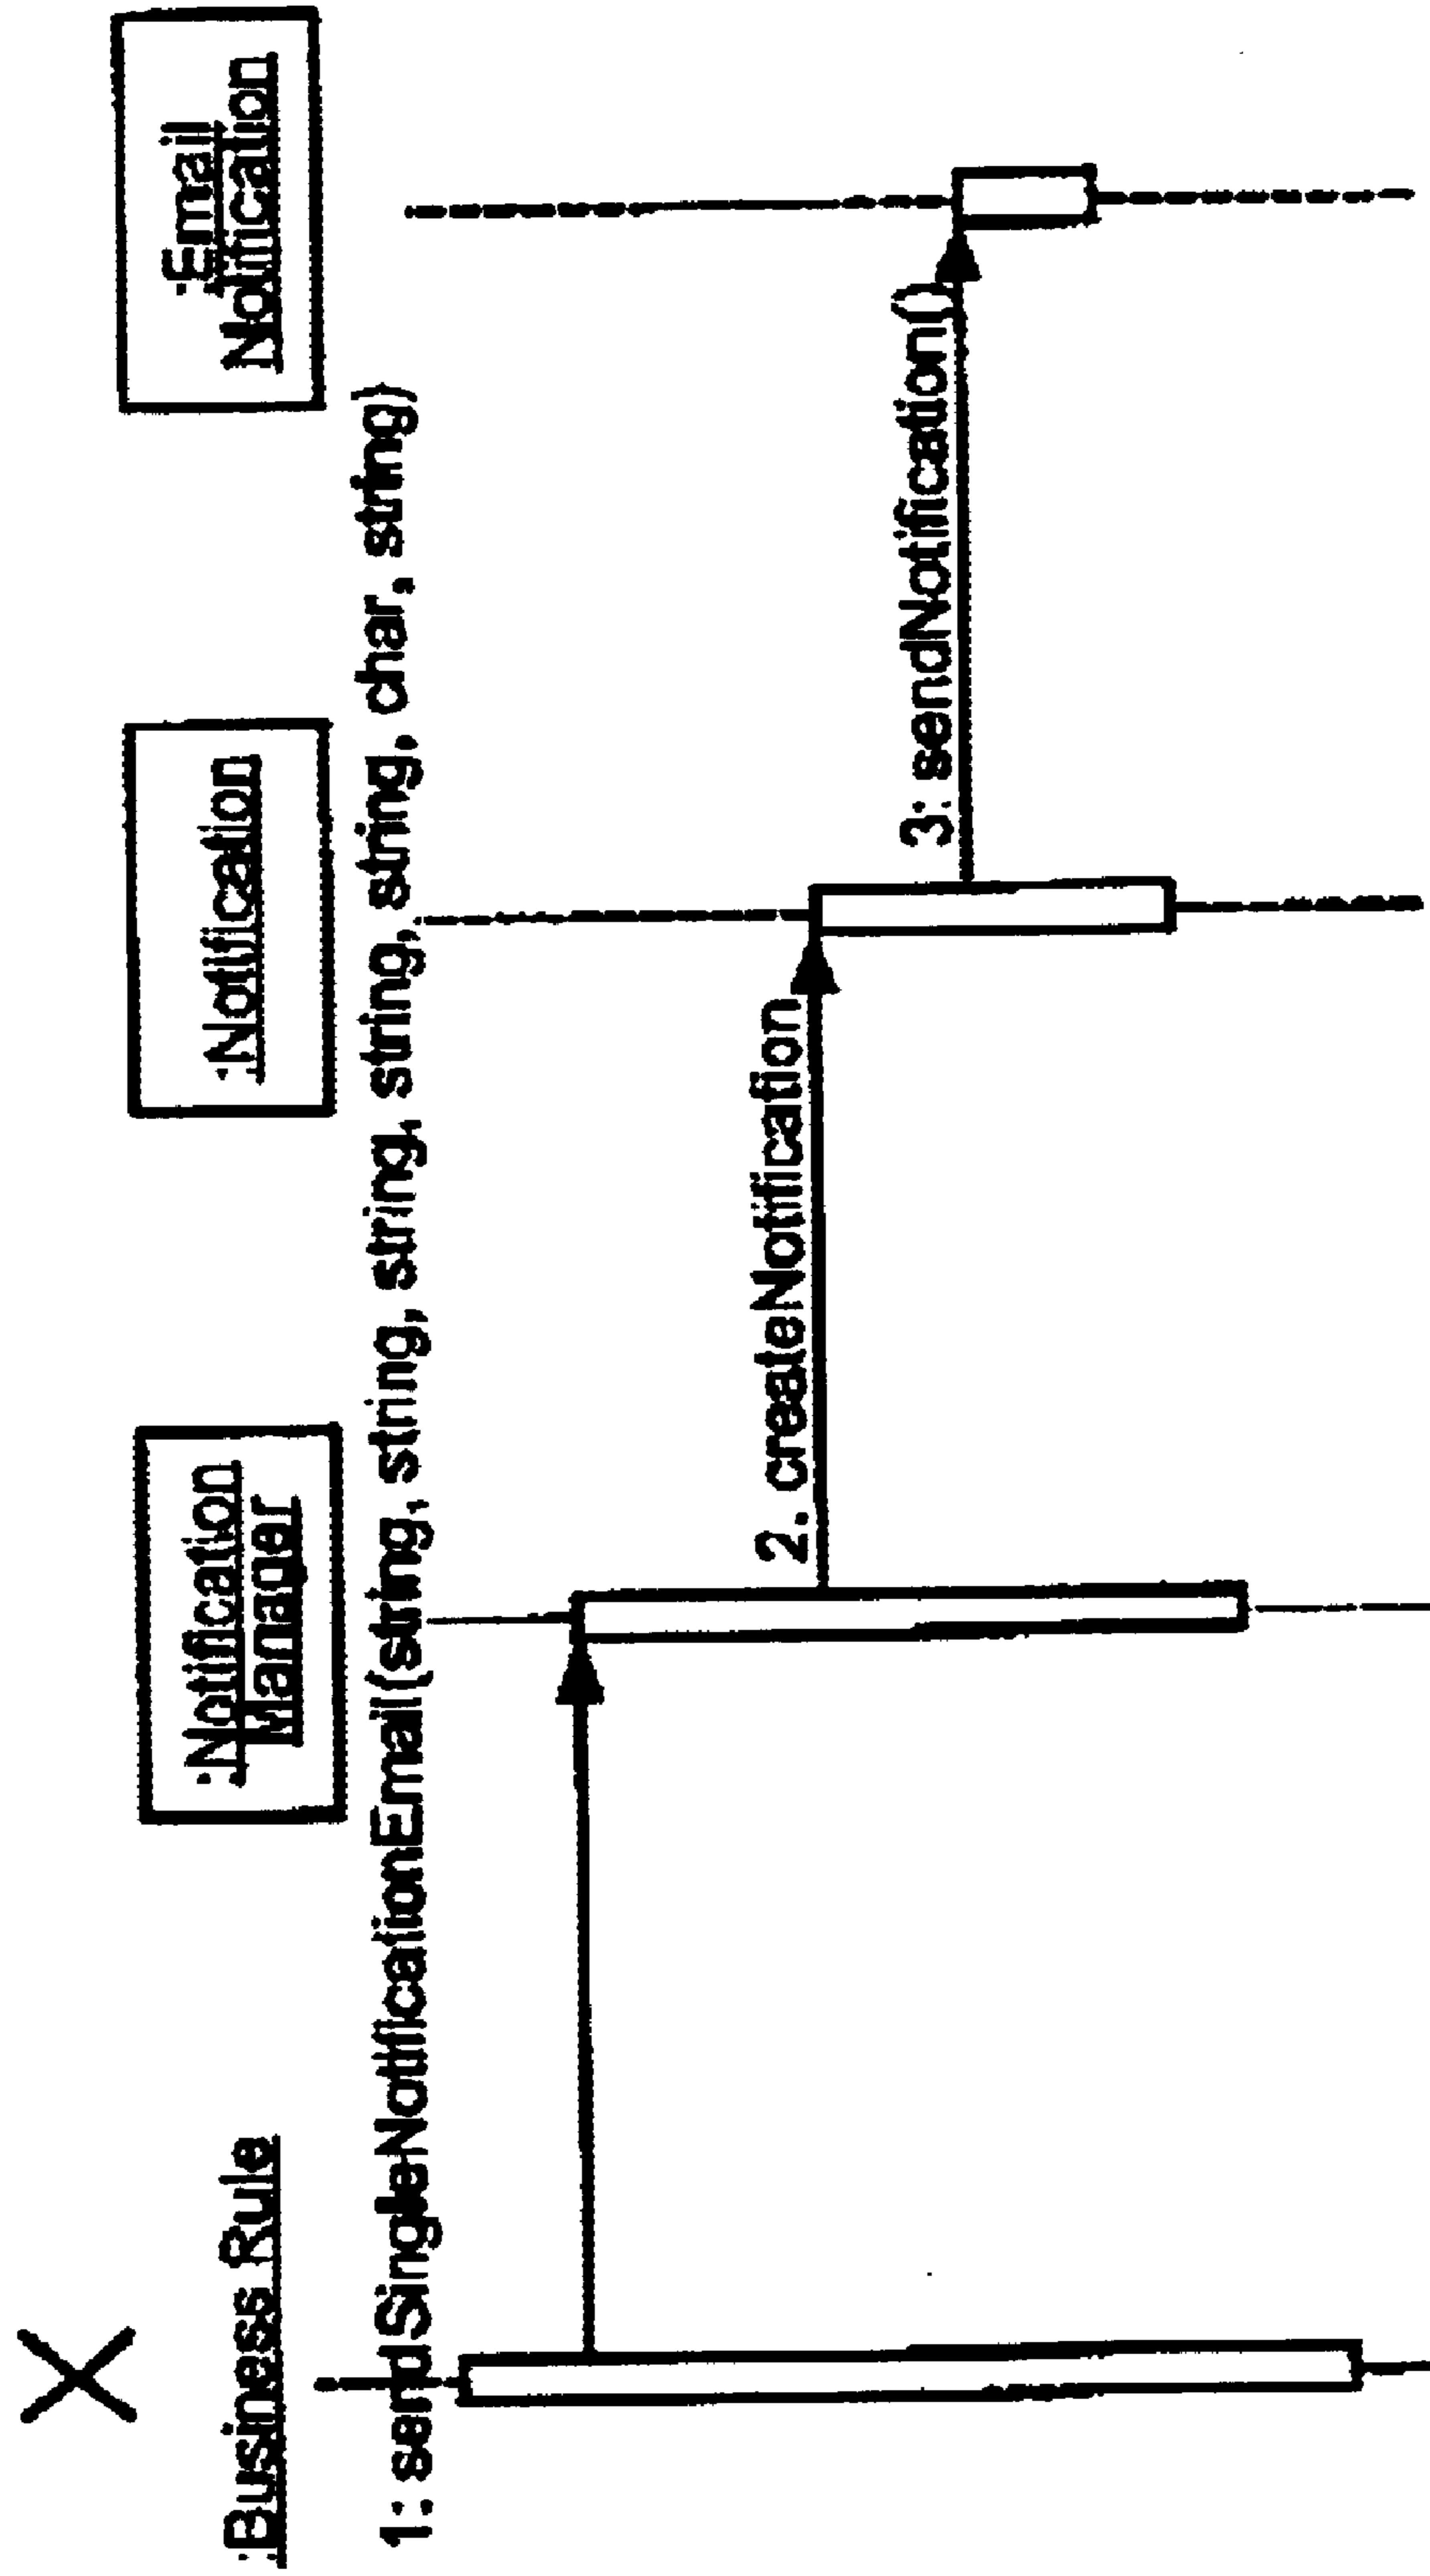 :Business Rule
:Notification
Manager
:Notification
:Email
Notification
1: sendSingleNotificationEmail(string, string, string, string, string, char, string)
2. createNotification
3: sendNotification()